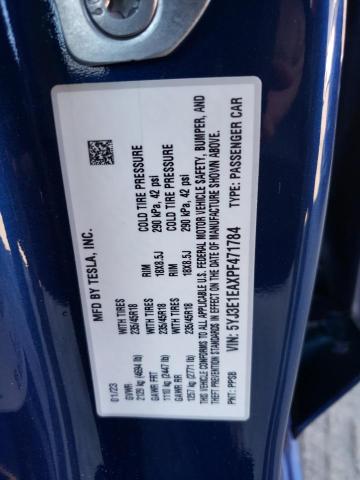 MFD BY TESLA, INC.
01/23
GVWR
2129 kg (4694 lb)
GAWR FRT WITH TIRES RIM COLD TIRE PRESSURE
1110 kg (2447 lb) 235/45R18 18X8.5J 290 kPa, 42 psi
GAWR RR WITH TIRES RIM COLD TIRE PRESSURE
1257 kg (2771 lb) 235/45R18 18X8.5J 290 kPa, 42 psi
THIS VEHICLE CONFORMS TO ALL APPLICABLE U.S. FEDERAL MOTOR VEHICLE SAFETY, BUMPER, AND
THEFT PREVENTION STANDARDS IN EFFECT ON THE DATE OF MANUFACTURE SHOWN ABOVE.
VIN: 5YJ3E1EAXPF471784 TYPE: PASSENGER CAR
PNT: PPSB